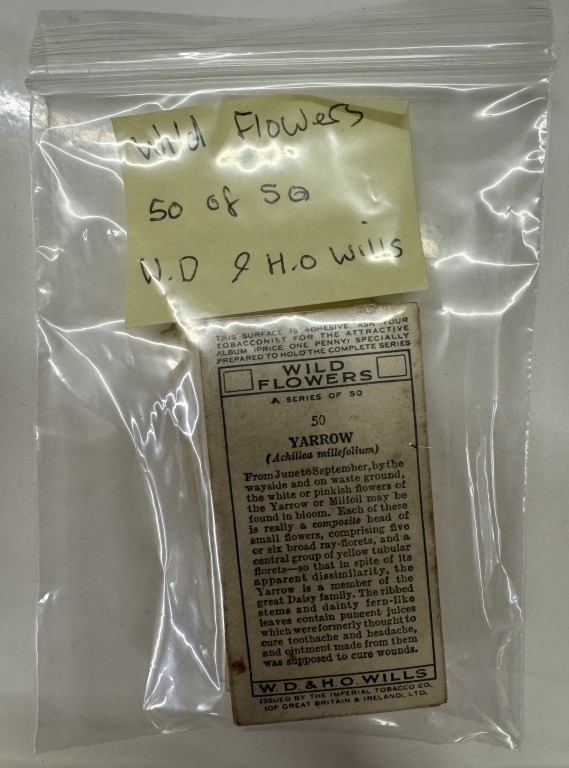 Wild Flowers
50 of 50
W.D & H.O Wills
THIS SURFACE IS ADHESIVE. ASK YOUR
TOBACCONIST FOR THE ATTRACTIVE
ALBUM (PRICE ONE PENNY) SPECIALLY
PREPARED TO HOLD THE COMPLETE SERIES
WILD
FLOWERS
A SERIES OF 50
50
YARROW
(Achillea millefolium)
From June to September, by the
wayside and on waste ground,
the white or pinkish flowers of
the Yarrow or Milfoil may be
found in bloom. Each of these
is really a composite head of
small flowers, comprising five
or six broad ray-florets, and a
central group of yellow tubular
florets—so that in spite of its
apparent dissimilarity, the
Yarrow is a member of the
great Daisy family. The ribbed
stems and dainty fern-like
leaves contain pungent juices
which were formerly thought to
cure toothache and headache,
and ointment made from them
was supposed to cure wounds.
W.D. & H.O. WILLS
ISSUED BY THE IMPERIAL TOBACCO CO.
(OF GREAT BRITAIN & IRELAND), LTD.